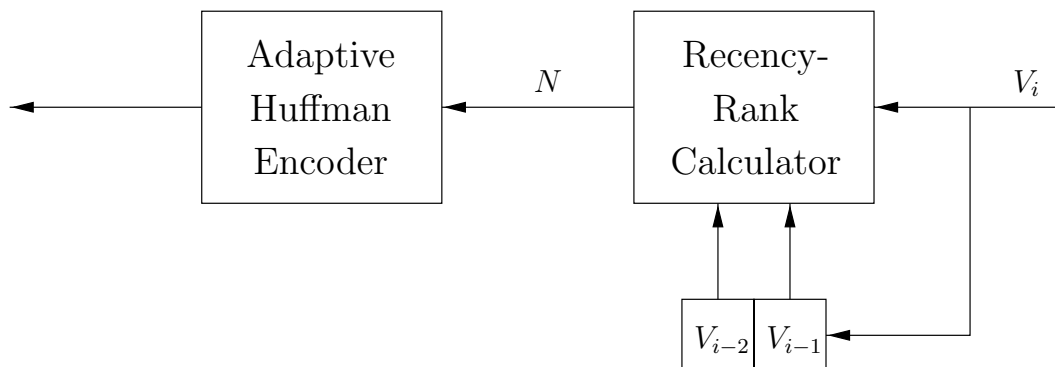 Adaptive
Huffman
Encoder
N
Recency-
Rank
Calculator
V_i
V_{i-2}
V_{i-1}